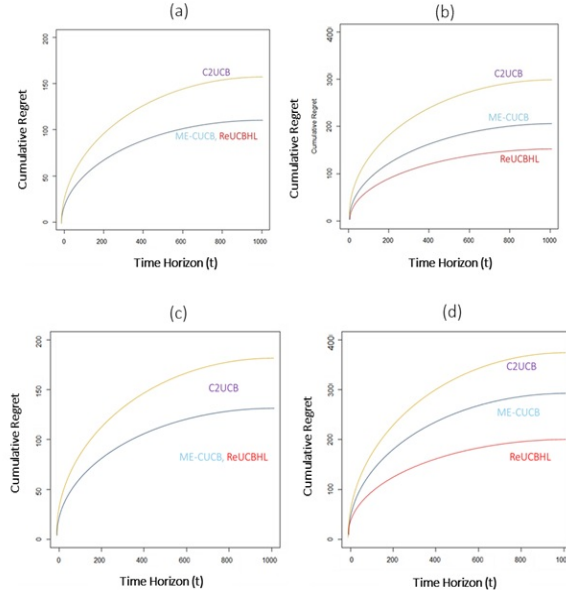 (a)
200
150
100
50
0
Cumulative Regret
C2UCB
ME-CUCB, ReUCBHL
0 200 400 600 800 1000
Time Horizon (t)
(b)
400
300
200
100
0
Cumulative Regret
Cumulative Regret
C2UCB
ME-CUCB
ReUCBHL
0 200 400 600 800 1000
Time Horizon (t)
(c)
200
150
100
50
0
Cumulative Regret
C2UCB
ME-CUCB, ReUCBHL
0 200 400 600 800 1000
Time Horizon (t)
(d)
400
300
200
100
0
Cumulative Regret
C2UCB
ME-CUCB
ReUCBHL
0 200 400 600 800 1000
Time Horizon (t)